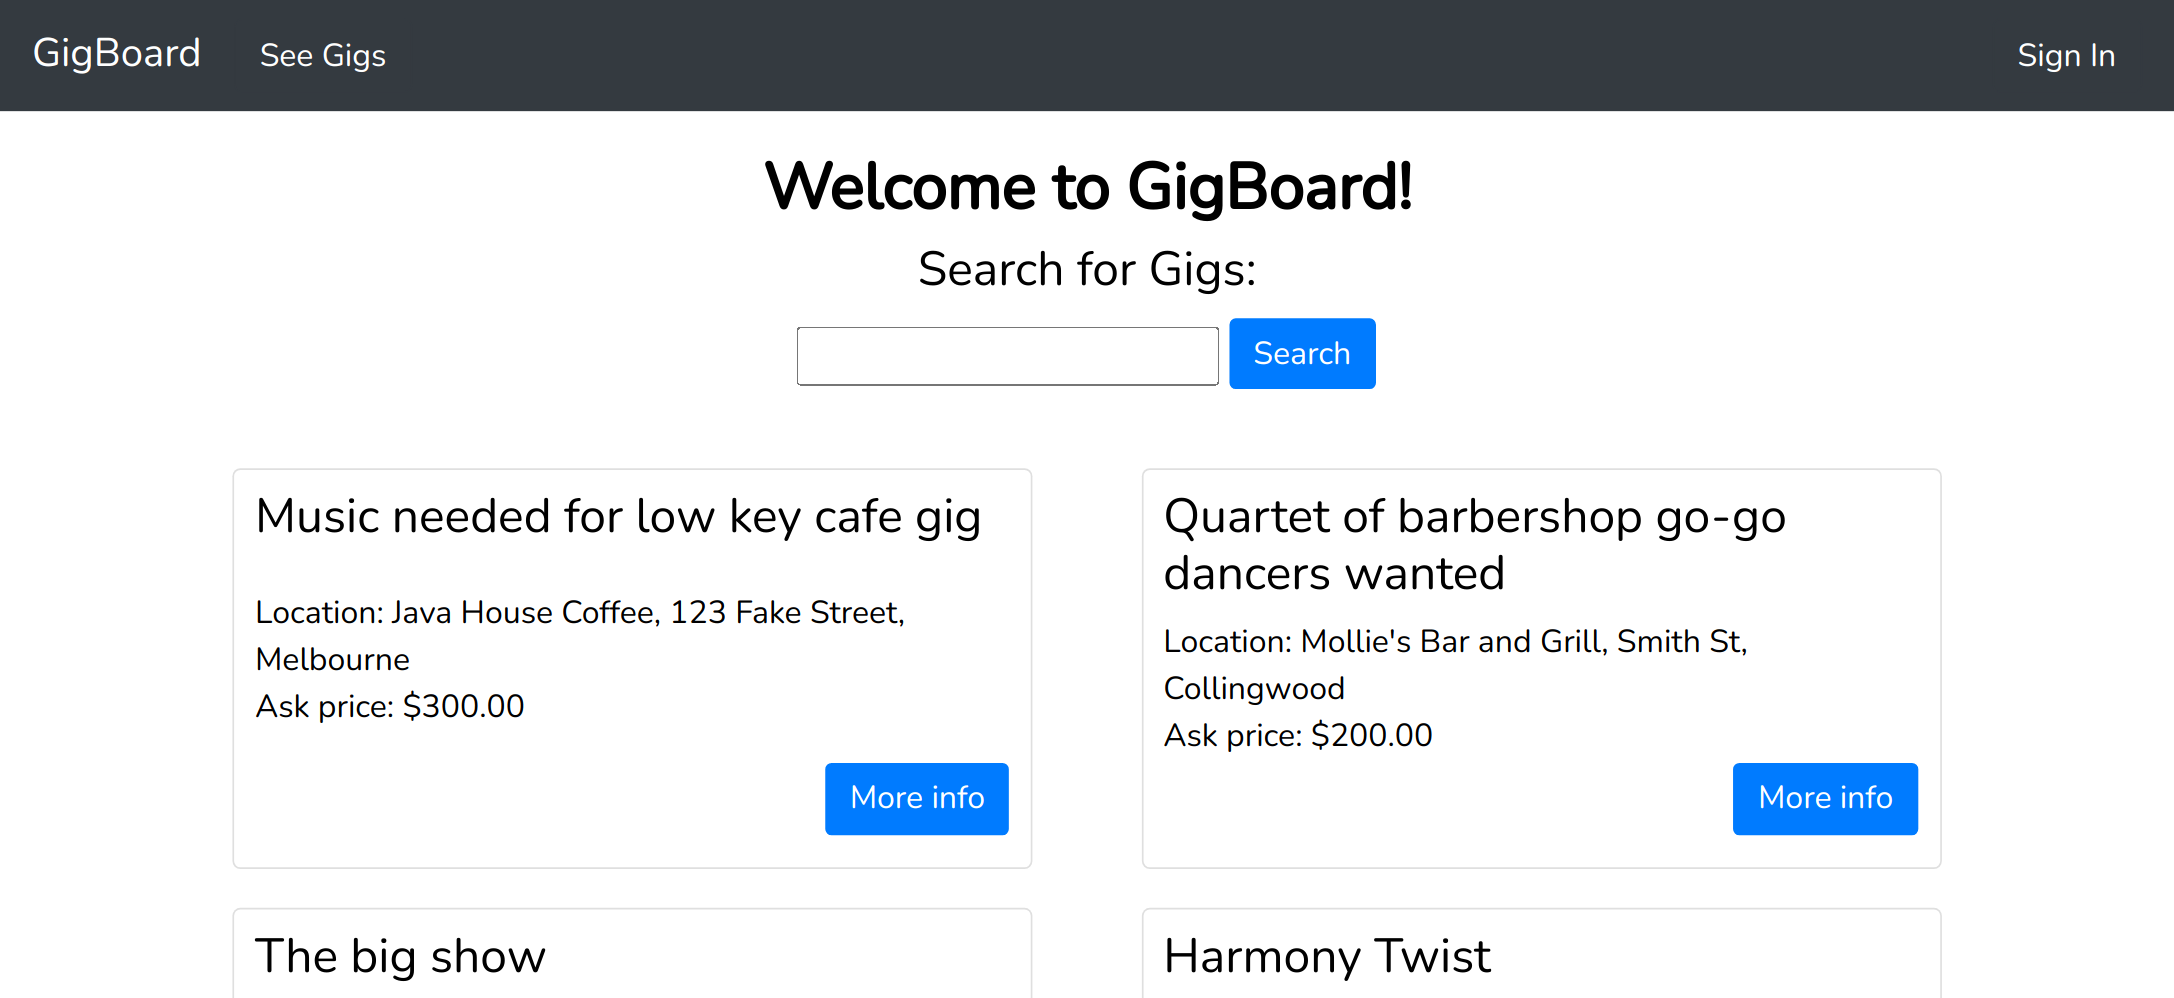 GigBoard See Gigs Sign In
Welcome to GigBoard!
Search for Gigs:
Search
Music needed for low key cafe gig
Location: Java House Coffee, 123 Fake Street,
Melbourne
Ask price: $300.00
More info
Quartet of barbershop go-go
dancers wanted
Location: Mollie's Bar and Grill, Smith St,
Collingwood
Ask price: $200.00
More info
The big show
Harmony Twist